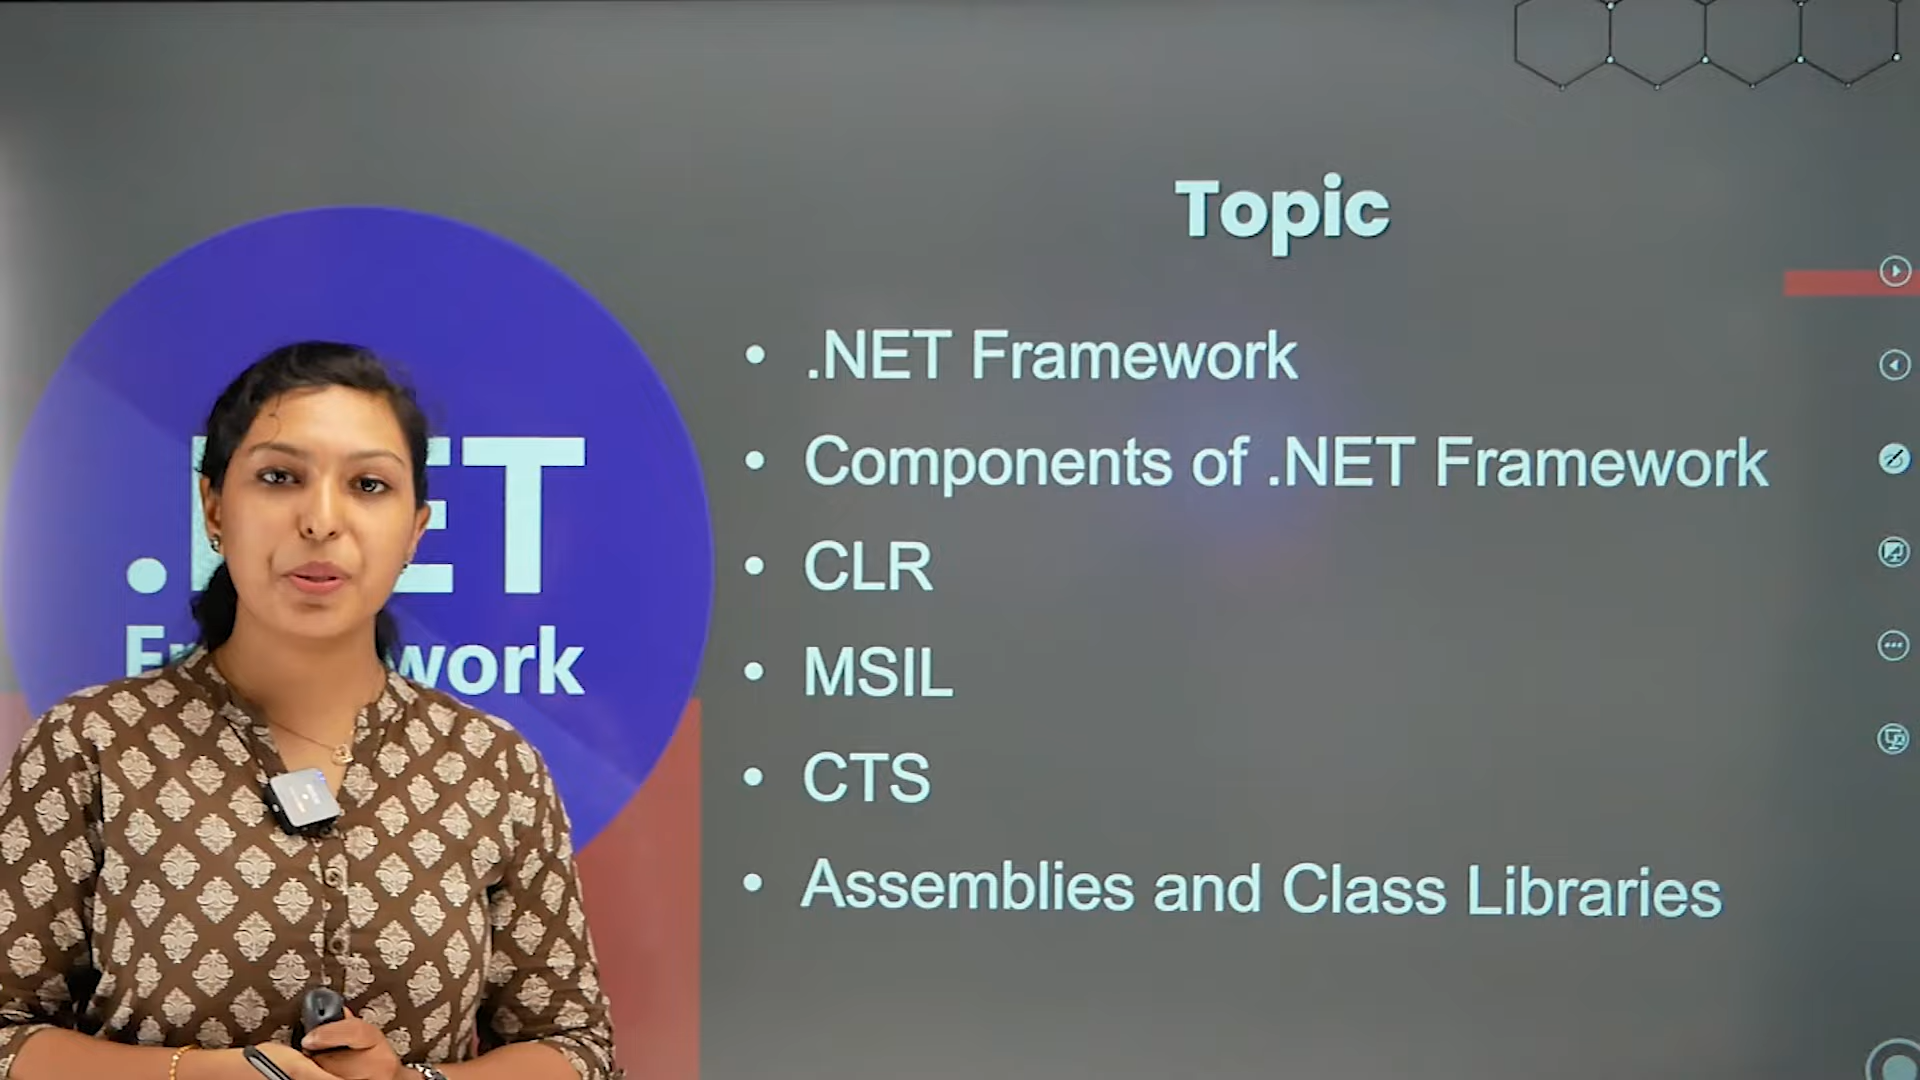 Topic
• .NET Framework
• Components of .NET Framework
• CLR
• MSIL
• CTS
• Assemblies and Class Libraries